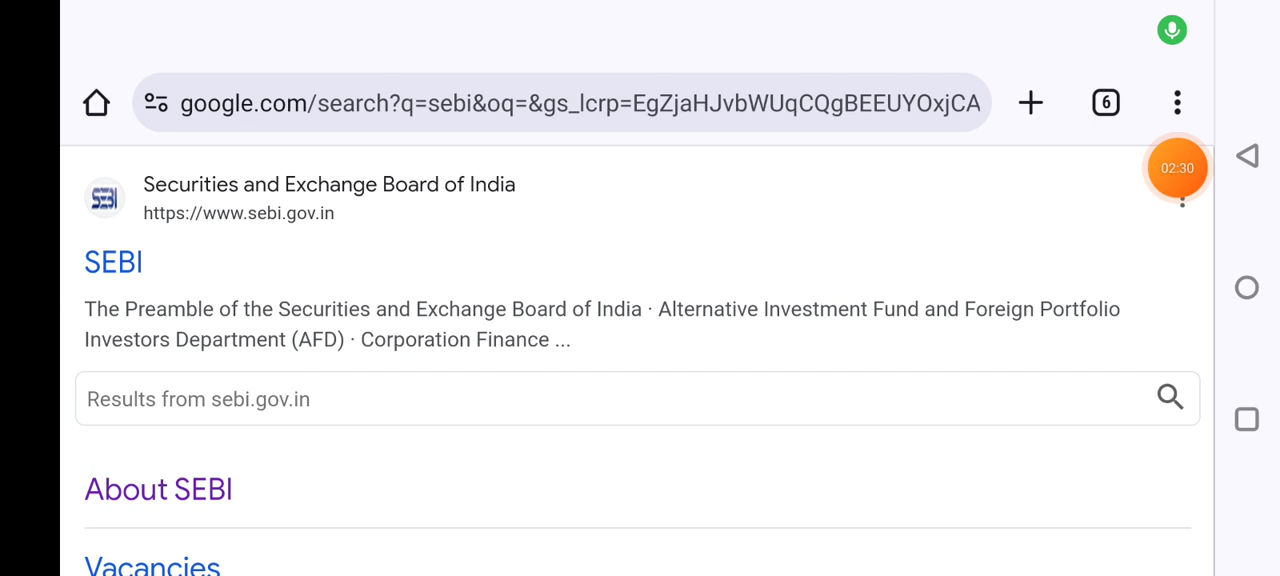 google.com/search?q=sebi&oq=&gs_lcrp=EgZjaHJvbWUqCQgBEEUYOxjCA
6
02:30
SEBI
Securities and Exchange Board of India
https://www.sebi.gov.in
SEBI
The Preamble of the Securities and Exchange Board of India · Alternative Investment Fund and Foreign Portfolio
Investors Department (AFD) · Corporation Finance ...
Results from sebi.gov.in
About SEBI
Vacancies